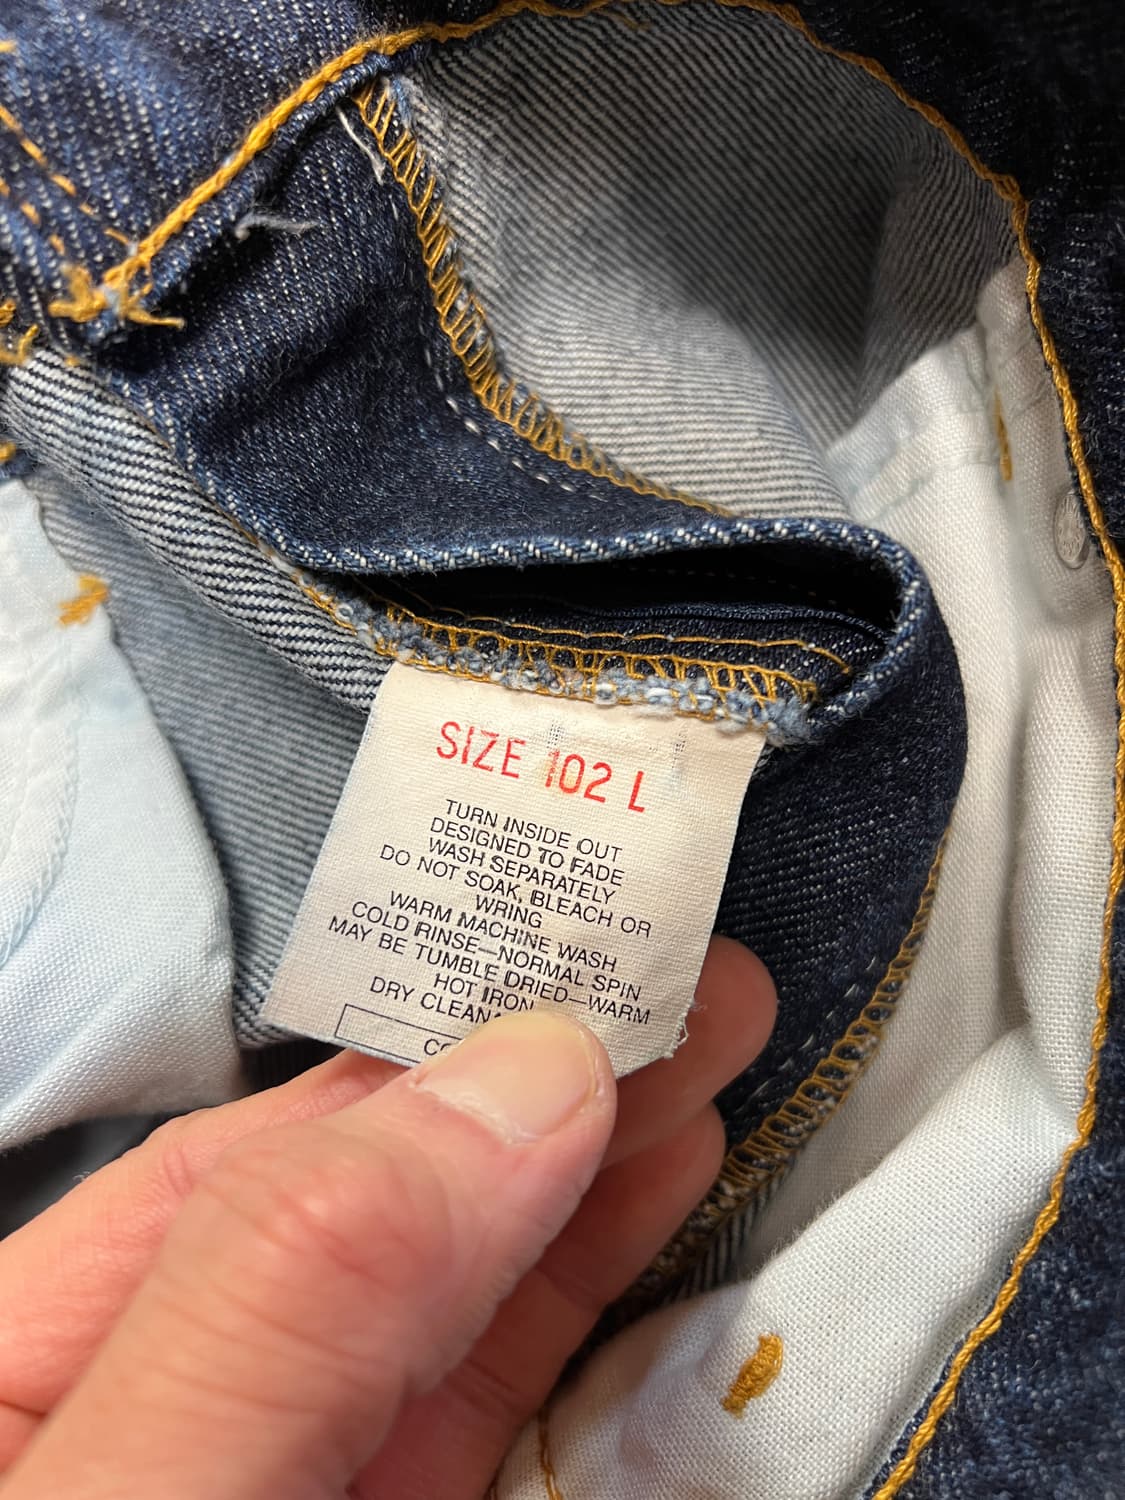 SIZE 102 L
TURN INSIDE OUT
DESIGNED TO FADE
WASH SEPARATELY
DO NOT SOAK, BLEACH OR
WRING
WARM MACHINE WASH
COLD RINSE—NORMAL SPIN
MAY BE TUMBLE DRIED—WARM
HOT IRON
DRY